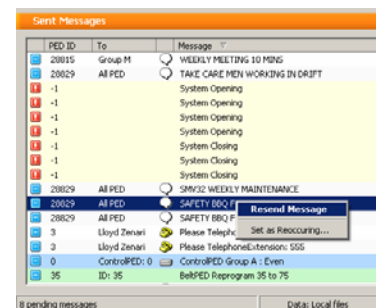 Sent Messages
PED ID To Message
28815 Group M WEEKLY MEETING 10 MINS
28829 All PED TAKE CARE MEN WORKING IN DRIFT
-1 System Opening
-1 System Opening
-1 System Opening
-1 System Closing
-1 System Closing
-1 System Closing
28829 All PED SMV32 WEEKLY MAINTENANCE
28829 All PED SAFETY BBQ F
Resend Message
28829 All PED SAFETY BBQ F
Set as Reoccuring...
3 Lloyd Zenari Please Teleph
3 Lloyd Zenari Please TelephoneExtension: 555
0 ControlPED: 0 ControlPED Group A : Even
35 ID: 35 BeltPED Reprogram 35 to 75
8 pending messages Data: Local files